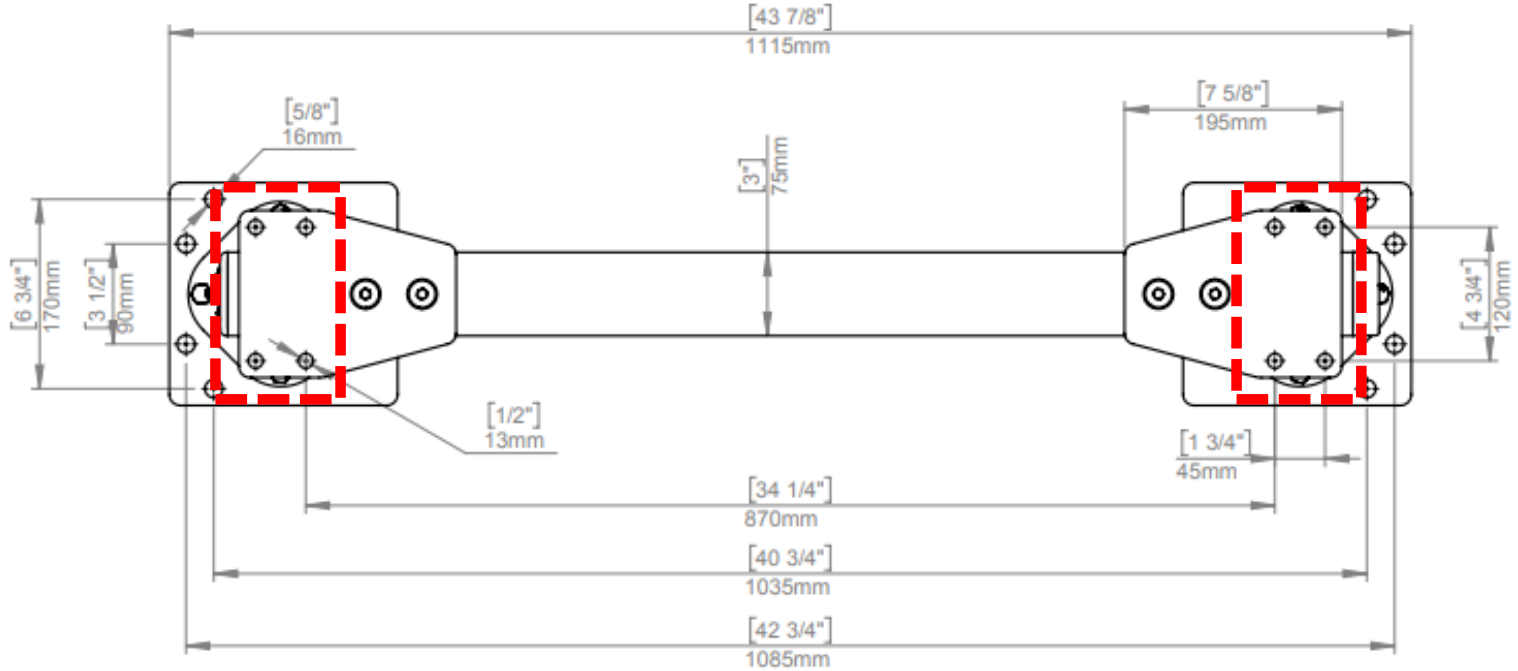 [43 7/8"]
1115mm
[5/8"]
16mm
[7 5/8"]
195mm
[3"]
75mm
[6 3/4"]
170mm
[3 1/2"]
90mm
[4 3/4"]
120mm
[1/2"]
13mm
[1 3/4"]
45mm
[34 1/4"]
870mm
[40 3/4"]
1035mm
[42 3/4"]
1085mm